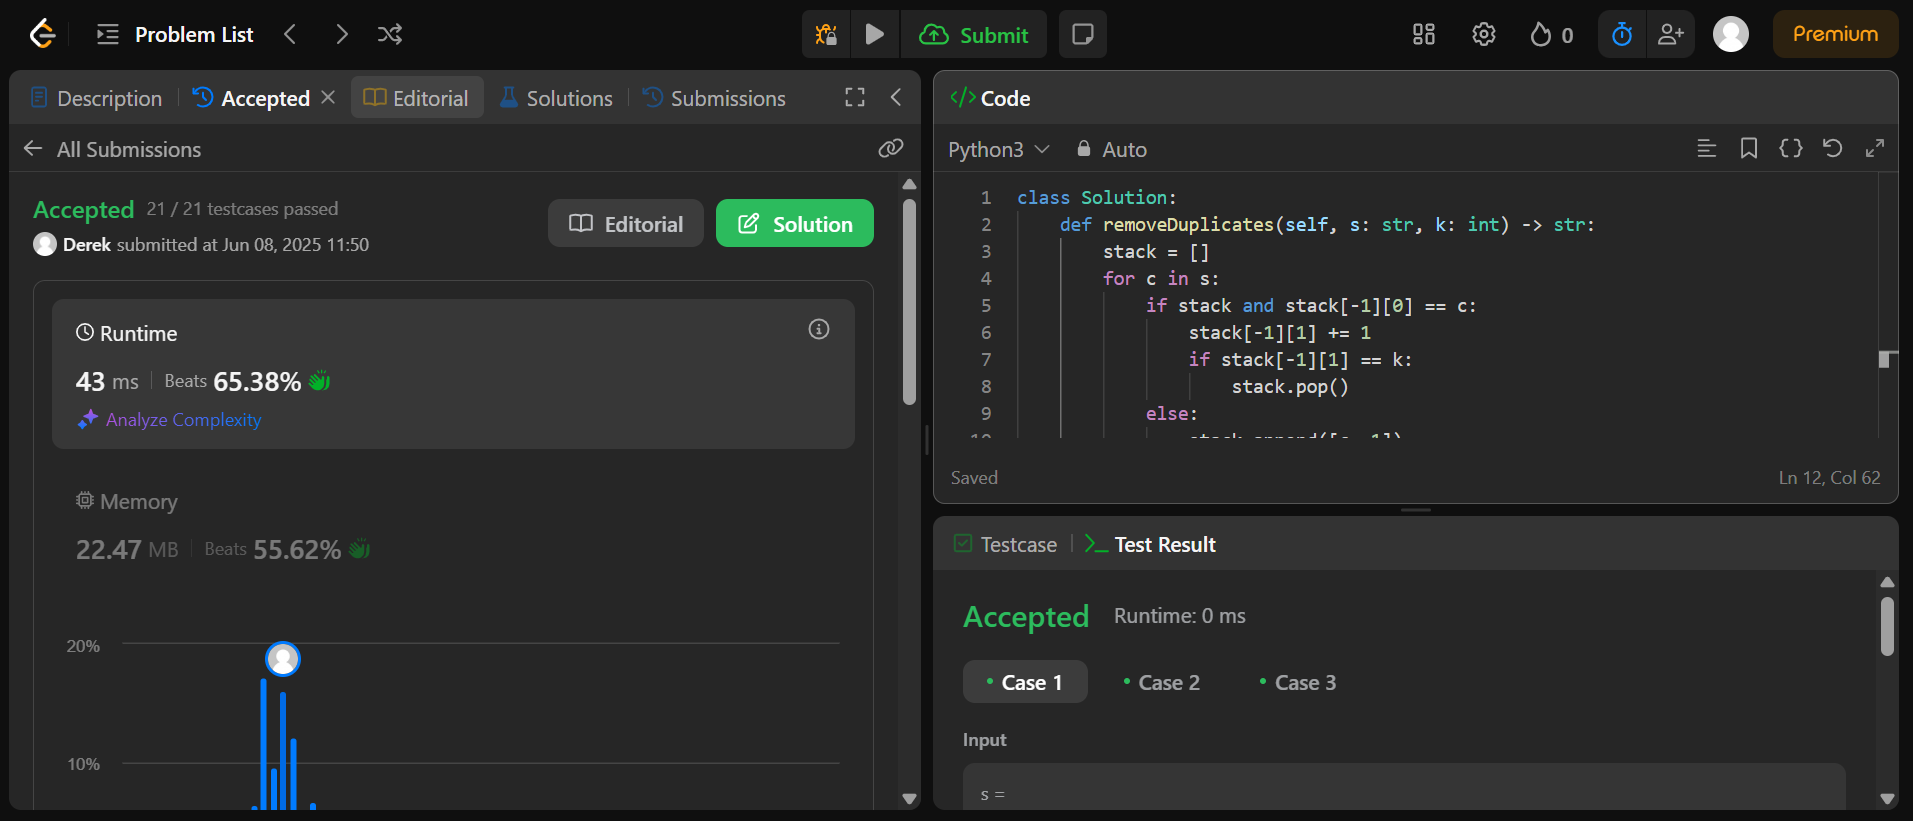 Problem List
Submit
0
Premium
Description
Accepted
Editorial
Solutions
Submissions
All Submissions
Accepted 21 / 21 testcases passed
Derek submitted at Jun 08, 2025 11:50
Editorial
Solution
Runtime
43 ms Beats 65.38%
Analyze Complexity
Memory
22.47 MB Beats 55.62%
20%
10%
</> Code
Python3
Auto
1 class Solution:
2 def removeDuplicates(self, s: str, k: int) -> str:
3 stack = []
4 for c in s:
5 if stack and stack[-1][0] == c:
6 stack[-1][1] += 1
7 if stack[-1][1] == k:
8 stack.pop()
9 else:
10 stack.append([c, 1])
Saved
Ln 12, Col 62
Testcase
Test Result
Accepted Runtime: 0 ms
Case 1
Case 2
Case 3
Input
s =